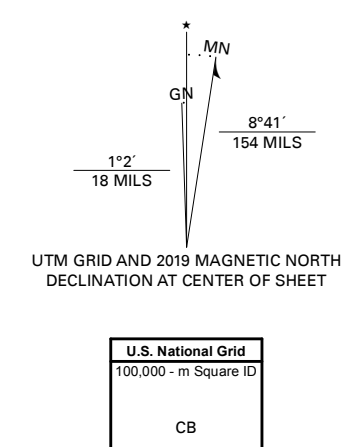 MN
GN
8°41´
154 MILS
1°2´
18 MILS
UTM GRID AND 2019 MAGNETIC NORTH
DECLINATION AT CENTER OF SHEET
U.S. National Grid
100,000 - m Square ID
CB